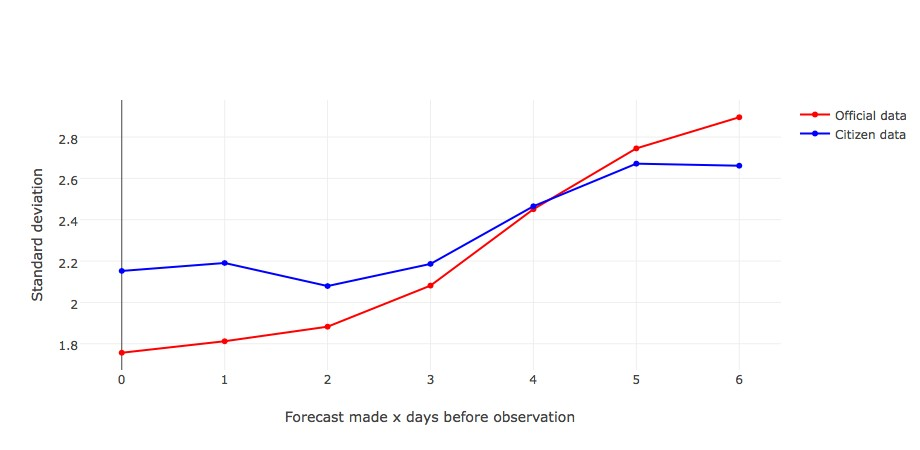 Official data
Citizen data
Standard deviation
2.8
2.6
2.4
2.2
2
1.8
0 1 2 3 4 5 6
Forecast made x days before observation